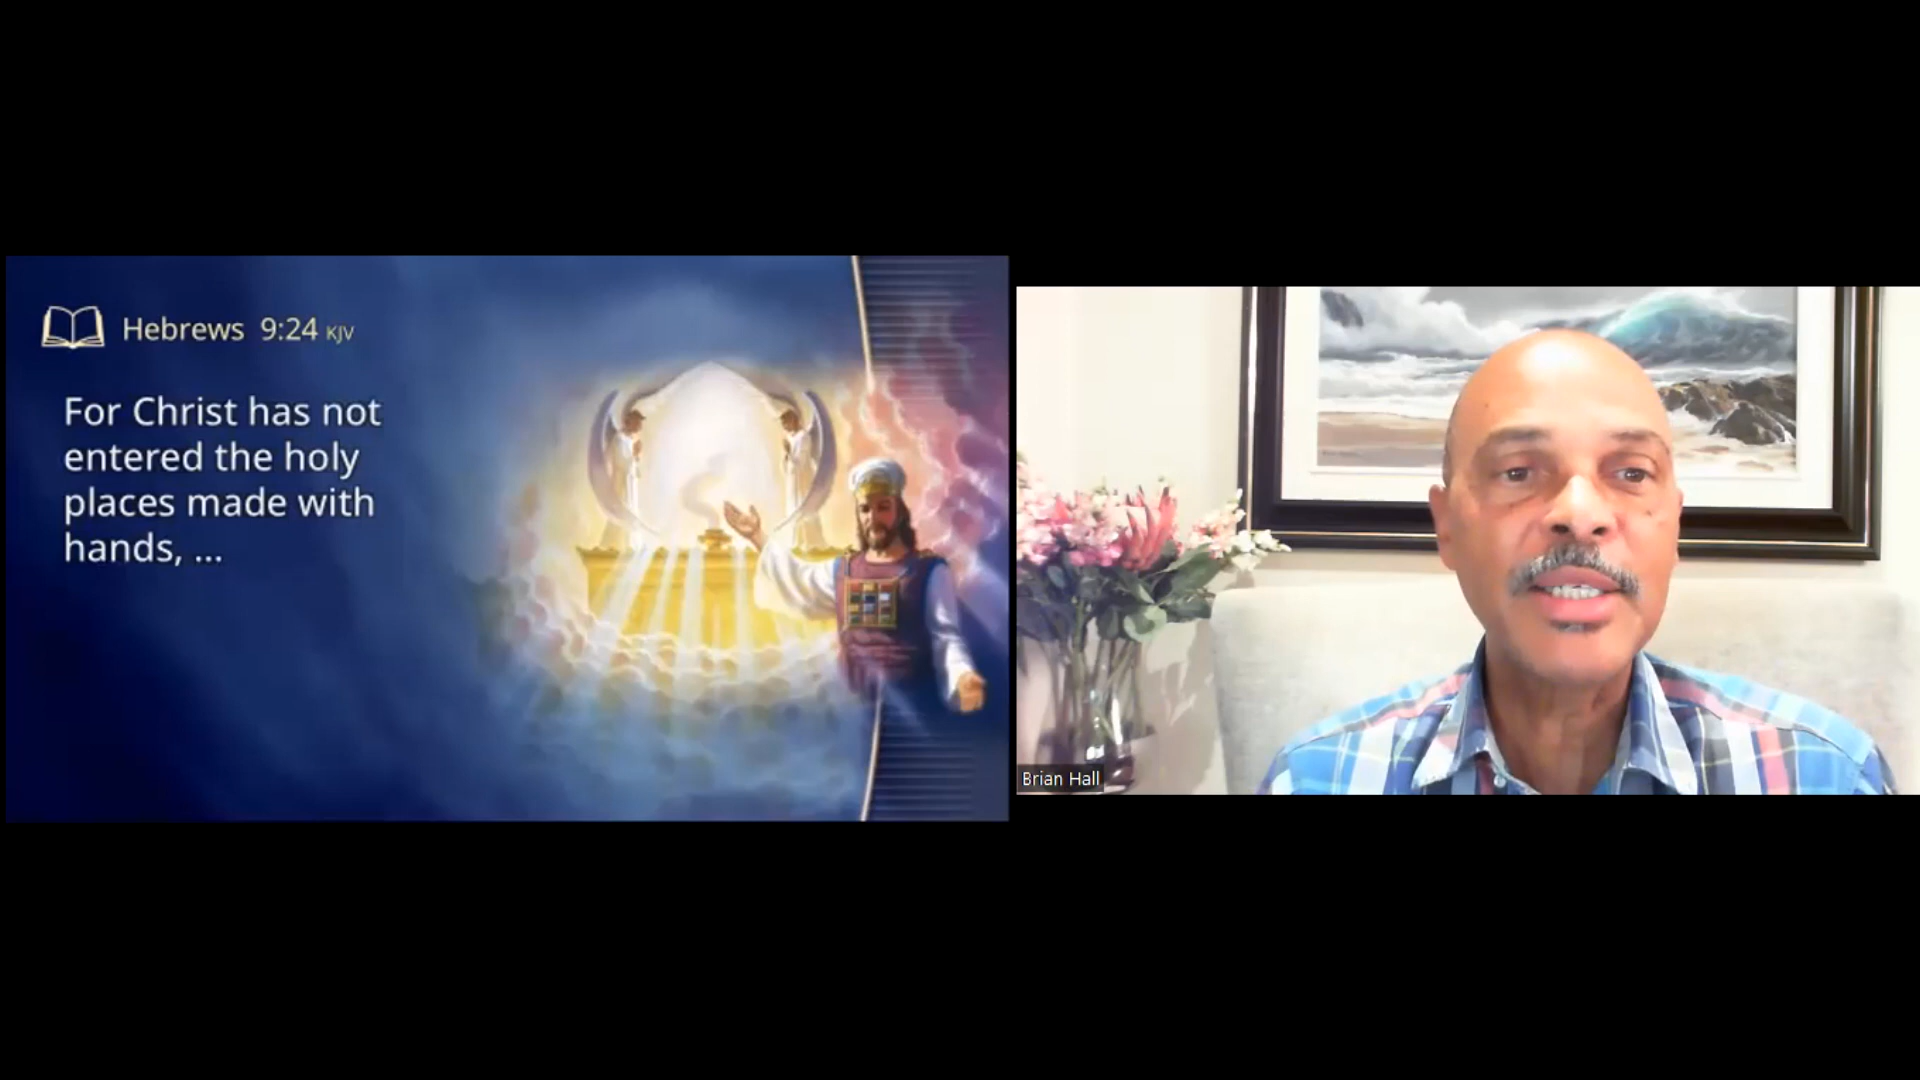 Hebrews 9:24 KJV
For Christ has not
entered the holy
places made with
hands, ...
Brian Hall